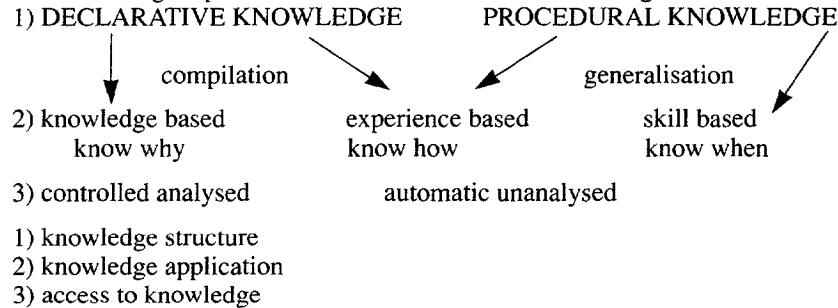 1) DECLARATIVE KNOWLEDGE PROCEDURAL KNOWLEDGE
compilation generalisation
2) knowledge based experience based skill based
know why know how know when
3) controlled analysed automatic unanalysed
1) knowledge structure
2) knowledge application
3) access to knowledge